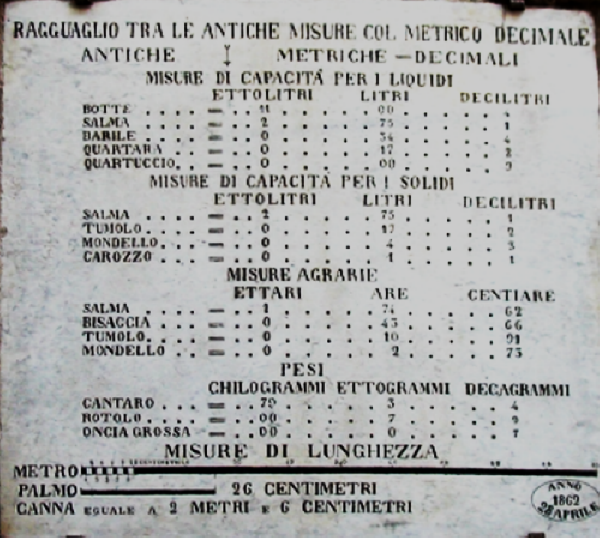 RAGGUAGLIO TRA LE ANTICHE MISURE COL METRICO DECIMALE
ANTICHE METRICHE — DECIMALI
MISURE DI CAPACITÁ PER I LIQUIDI
ETTOLITRI LITRI DECILITRI
BOTTE = 11 00 4
SALMA = 2 75 1
BARILE = 0 34 4
QUARTARA = 0 17 2
QUARTUCCIO = 0 00 9
MISURE DI CAPACITÁ PER I SOLIDI
ETTOLITRI LITRI DECILITRI
SALMA = 2 75 1
TUMOLO = 0 17 2
MONDELLO = 0 4 3
CAROZZO = 0 1 1
MISURE AGRARIE
ETTARI ARE CENTIARE
SALMA = 1 74 62
BISACCIA = 0 43 66
TUMOLO = 0 10 91
MONDELLO = 0 2 73
PESI
CHILOGRAMMI ETTOGRAMMI DECAGRAMMI
CANTARO = 79 3 4
ROTOLO = 00 7 9
ONCIA GROSSA = 00 0
MISURE DI LUNGHEZZA
METRO
PALMO 26 CENTIMETRI
CANNA EQUALE A 2 METRI E 6 CENTIMETRI
ANNO
1862
28 APRILE